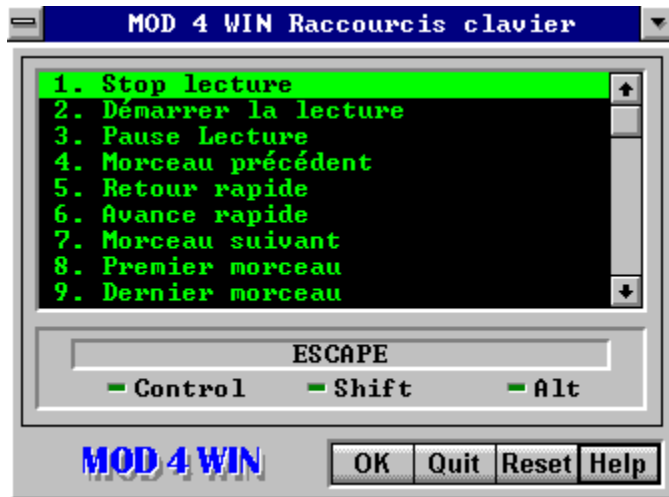 MOD 4 WIN Raccourcis clavier
1. Stop lecture
2. Démarrer la lecture
3. Pause Lecture
4. Morceau précédent
5. Retour rapide
6. Avance rapide
7. Morceau suivant
8. Premier morceau
9. Dernier morceau
ESCAPE
Control Shift Alt
MOD 4 WIN OK Quit Reset Help